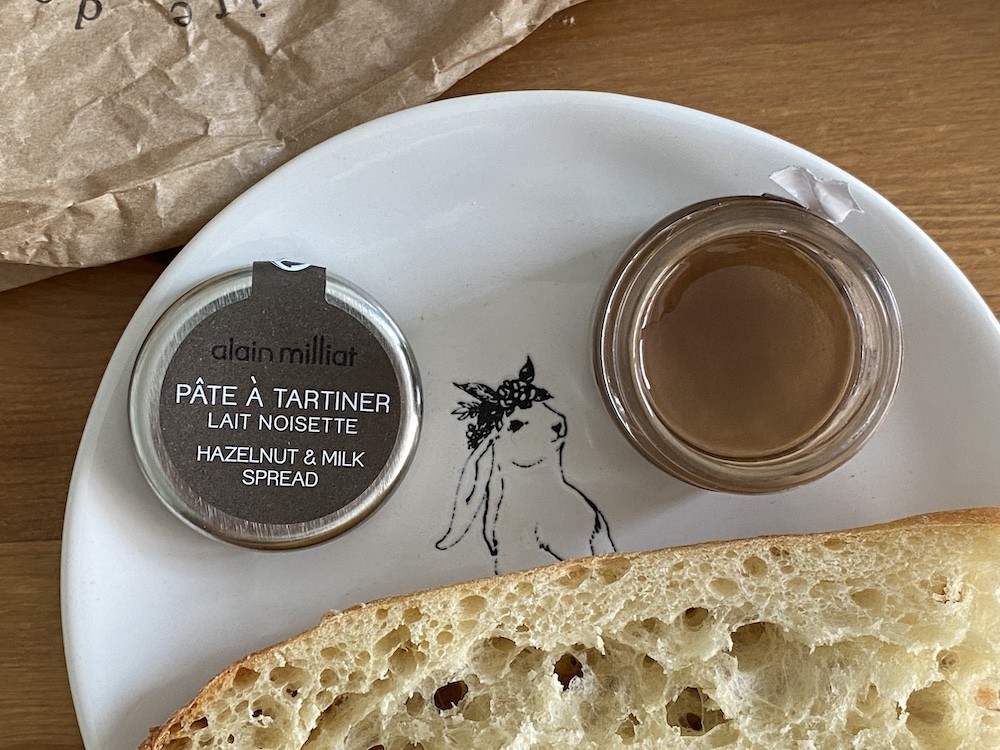 alain milliat
PÂTE À TARTINER
LAIT NOISETTE
HAZELNUT & MILK
SPREAD